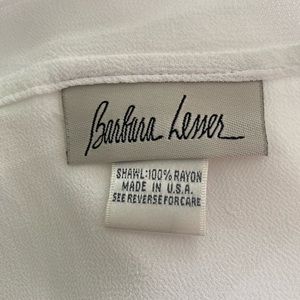 Barbara Lesser
SHAWL:100% RAYON
MADE IN U.S.A.
SEE REVERSE FOR CARE